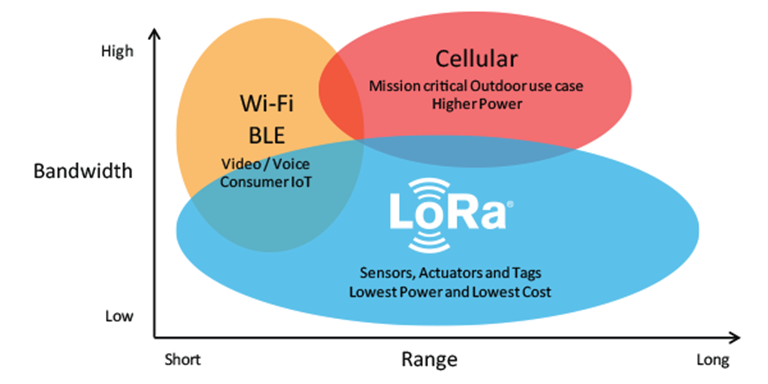 High
Bandwidth
Low
Wi-Fi
BLE
Video / Voice
Consumer IoT
Cellular
Mission critical Outdoor use case
Higher Power
LoRa®
Sensors, Actuators and Tags
Lowest Power and Lowest Cost
Short
Range
Long